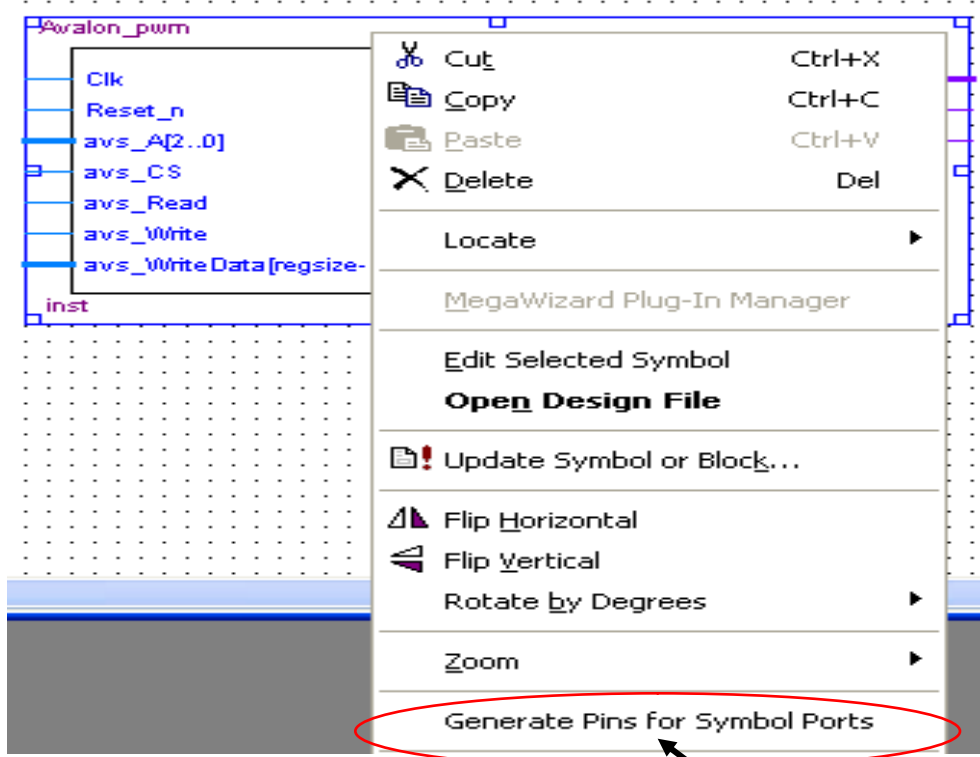 Avalon_pwm
Clk
Reset_n
avs_A[2..0]
avs_CS
avs_Read
avs_Write
avs_WriteData[regsize-
inst
Cut Ctrl+X
Copy Ctrl+C
Paste Ctrl+V
Delete Del
Locate
MegaWizard Plug-In Manager
Edit Selected Symbol
Open Design File
Update Symbol or Block...
Flip Horizontal
Flip Vertical
Rotate by Degrees
Zoom
Generate Pins for Symbol Ports